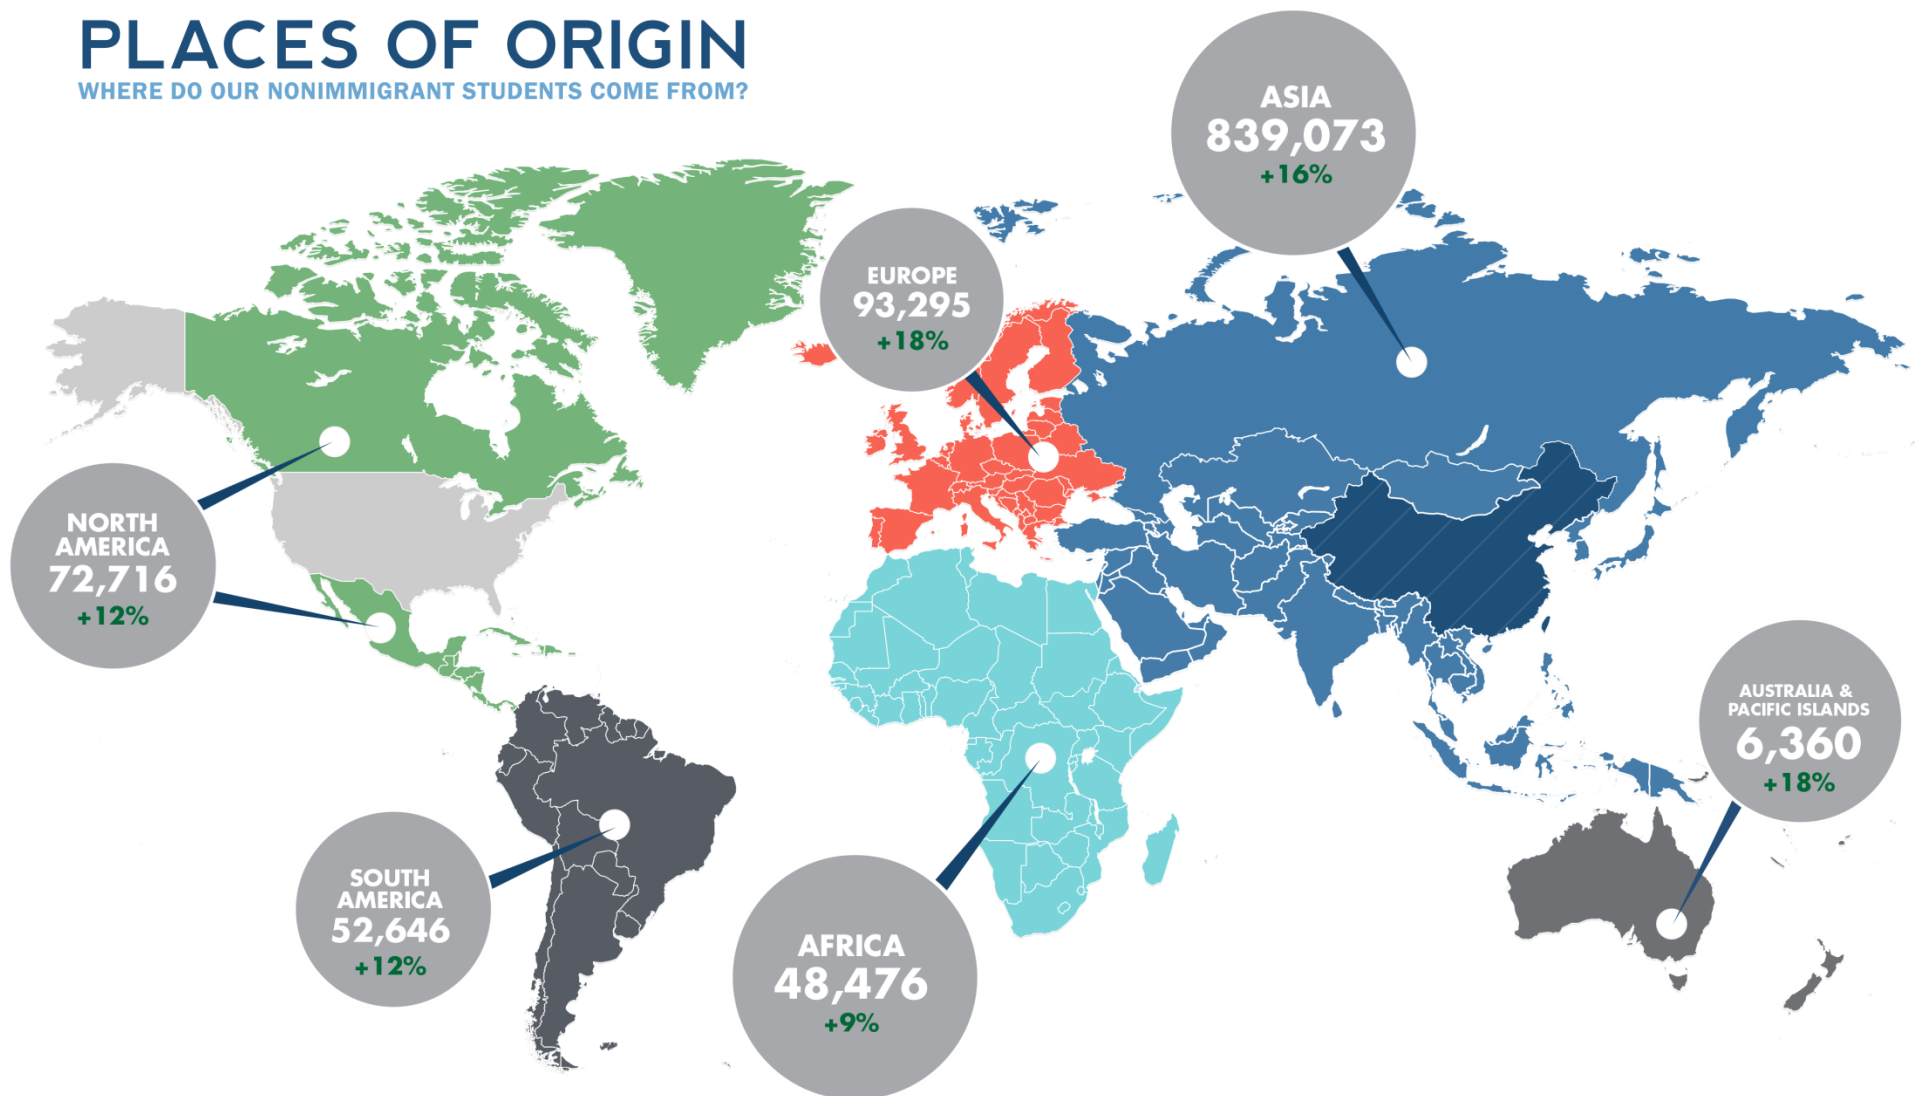 PLACES OF ORIGIN
WHERE DO OUR NONIMMIGRANT STUDENTS COME FROM?
ASIA
839,073
+16%
EUROPE
93,295
+18%
NORTH
AMERICA
72,716
+12%
AUSTRALIA &
PACIFIC ISLANDS
6,360
+18%
SOUTH
AMERICA
52,646
+12%
AFRICA
48,476
+9%